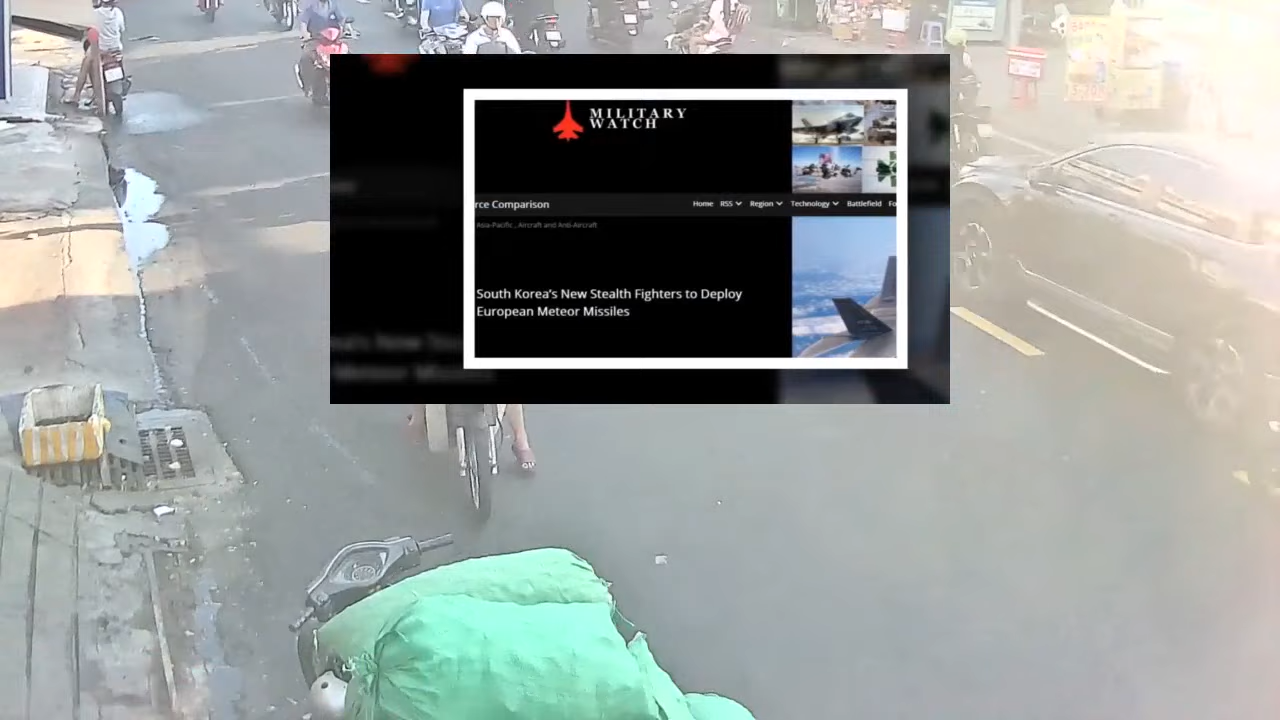 MILITARY
WATCH
rce Comparison
Home RSS Region Technology Battlefield Fo
Asia-Pacific , Aircraft and Anti-Aircraft
South Korea's New Stealth Fighters to Deploy
European Meteor Missiles